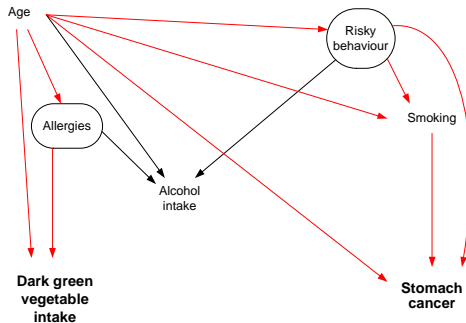 Age
Risky
behaviour
Allergies
Smoking
Alcohol
intake
Dark green
vegetable
intake
Stomach
cancer